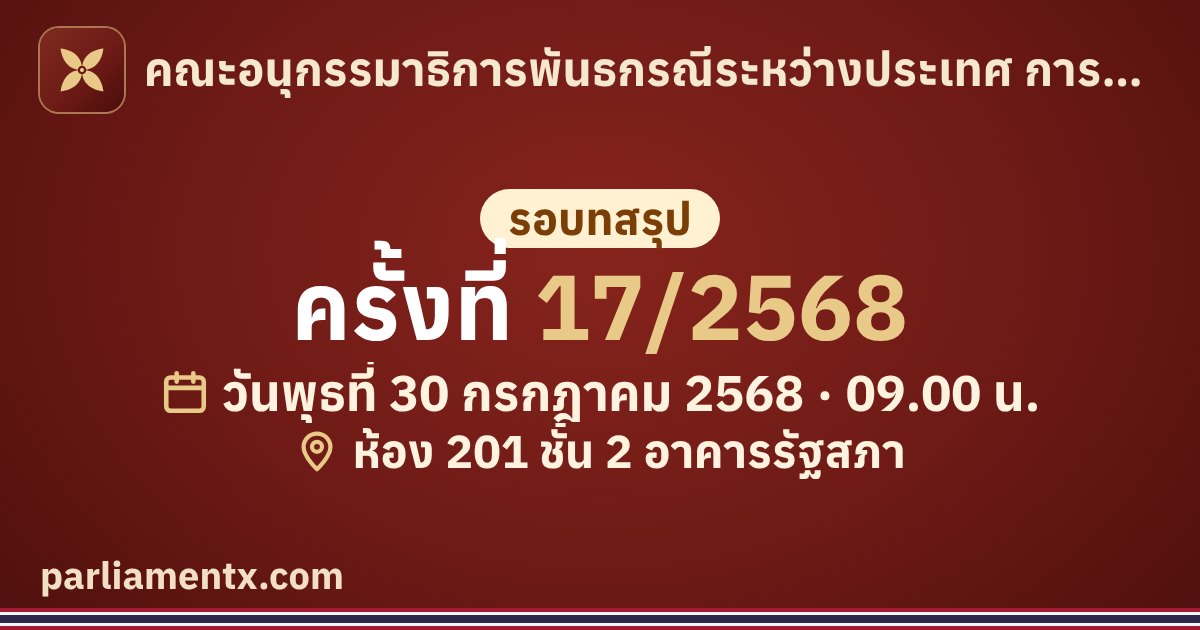 คณะอนุกรรมาธิการพันธกรณีระหว่างประเทศ การ...
รอบทสรุป
ครั้งที่ 17/2568
วันพุธที่ 30 กรกฎาคม 2568 · 09.00 น.
ห้อง 201 ชั้น 2 อาคารรัฐสภา
parliamentx.com